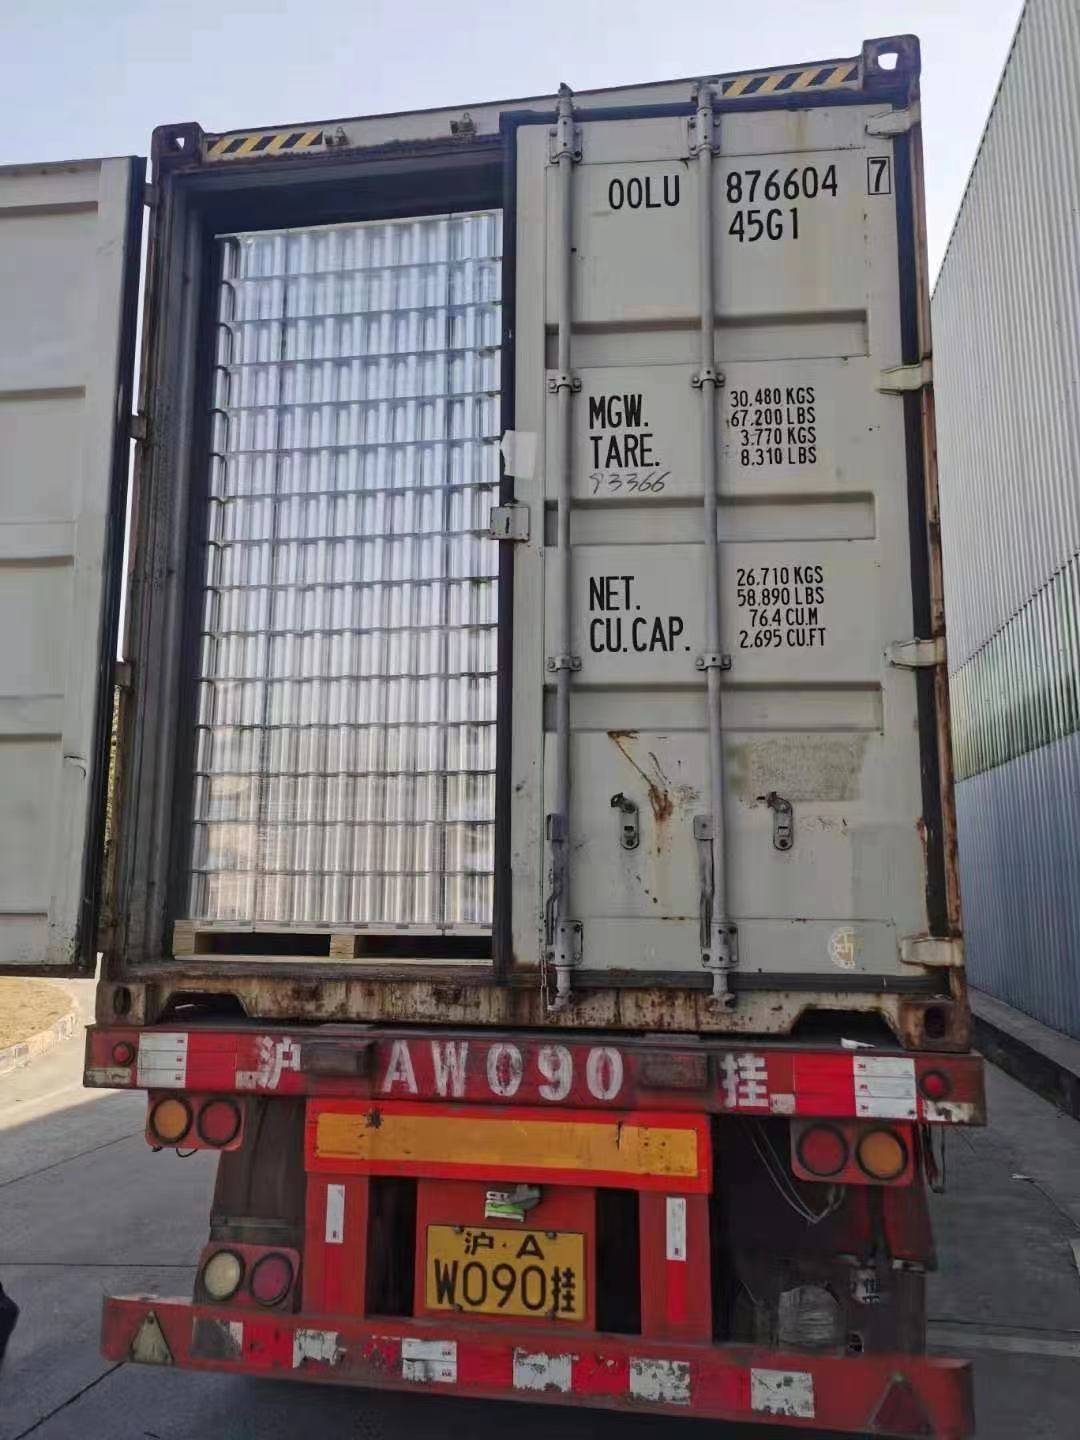 OOLU 876604 7
45G1
MGW. 30.480 KGS
67.200 LBS
TARE. 3.770 KGS
8.310 LBS
93366
NET. 26.710 KGS
58.890 LBS
CU.CAP. 76.4 CU.M
2.695 CU.FT
沪 AW090 挂
沪·A
W090挂